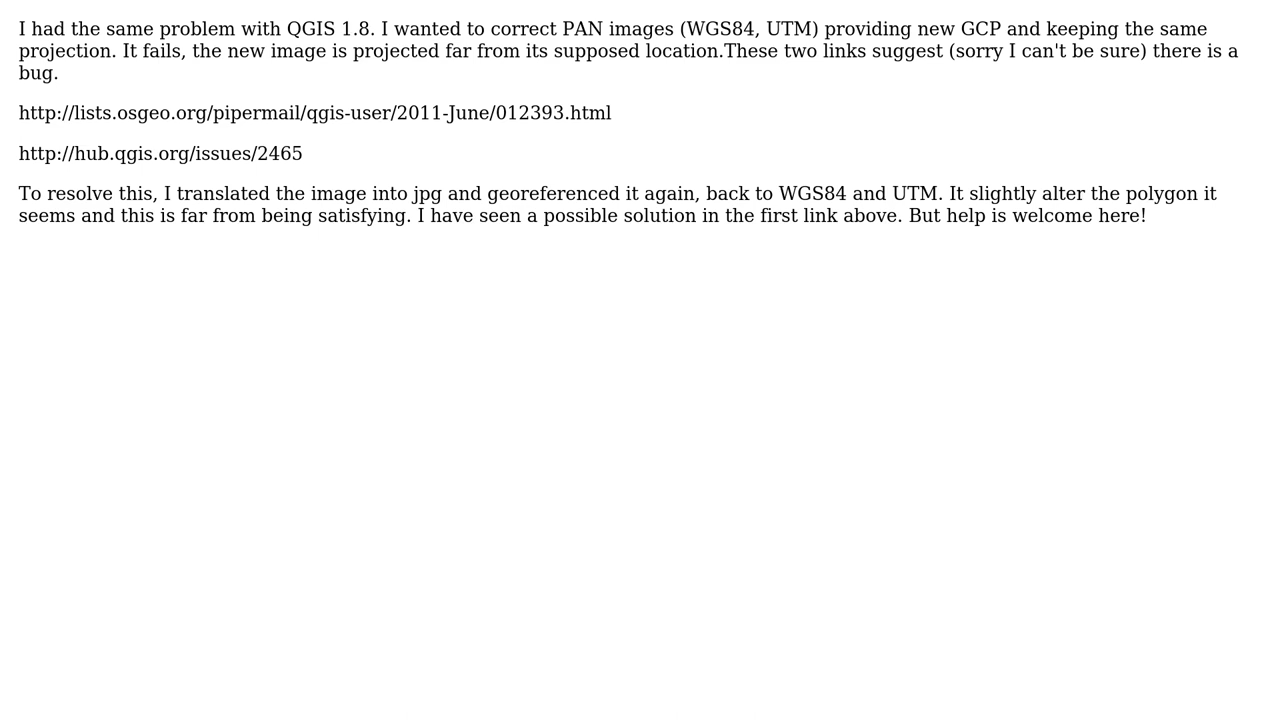 I had the same problem with QGIS 1.8. I wanted to correct PAN images (WGS84, UTM) providing new GCP and keeping the same
projection. It fails, the new image is projected far from its supposed location.These two links suggest (sorry I can't be sure) there is a
bug.
http://lists.osgeo.org/pipermail/qgis-user/2011-June/012393.html
http://hub.qgis.org/issues/2465
To resolve this, I translated the image into jpg and georeferenced it again, back to WGS84 and UTM. It slightly alter the polygon it
seems and this is far from being satisfying. I have seen a possible solution in the first link above. But help is welcome here!